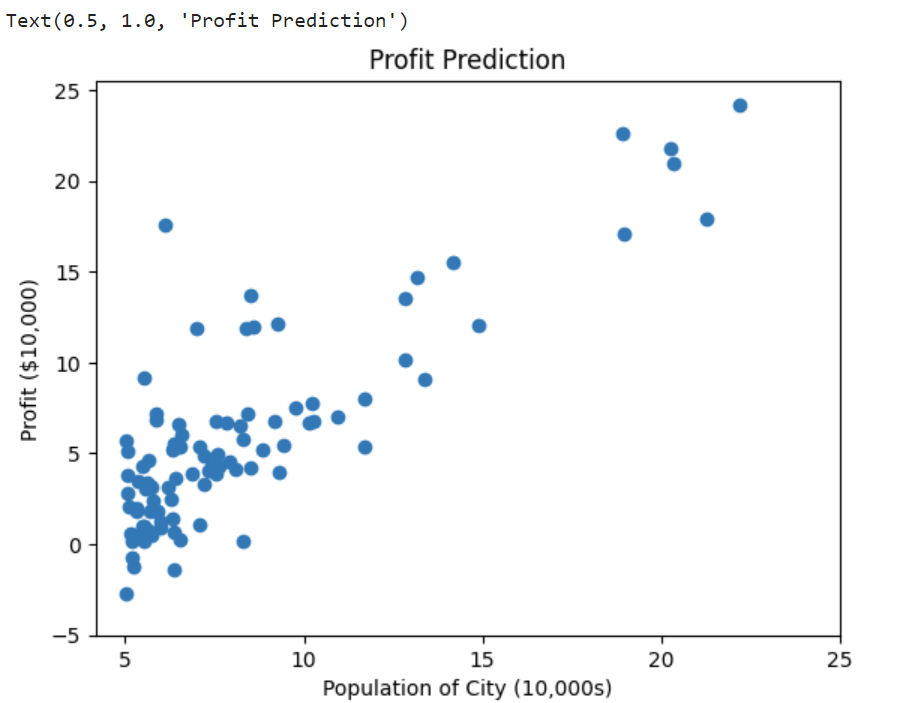 Text(0.5, 1.0, 'Profit Prediction')
Profit Prediction
25
20
15
10
5
0
−5
Profit ($10,000)
5 10 15 20 25
Population of City (10,000s)